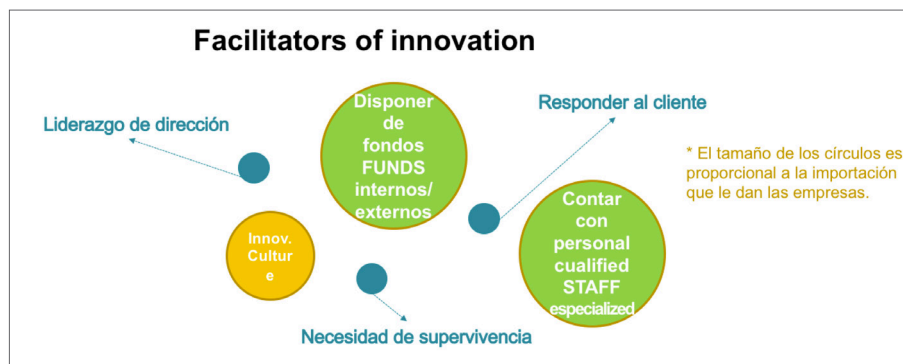 Facilitators of innovation
Liderazgo de dirección
Disponer
de
fondos
FUNDS
internos/
externos
Responder al cliente
* El tamaño de los círculos es
proporcional a la importación
que le dan las empresas.
Innov.
Cultur
e
Contar
con
personal
cualified
STAFF
especialized
Necesidad de supervivencia